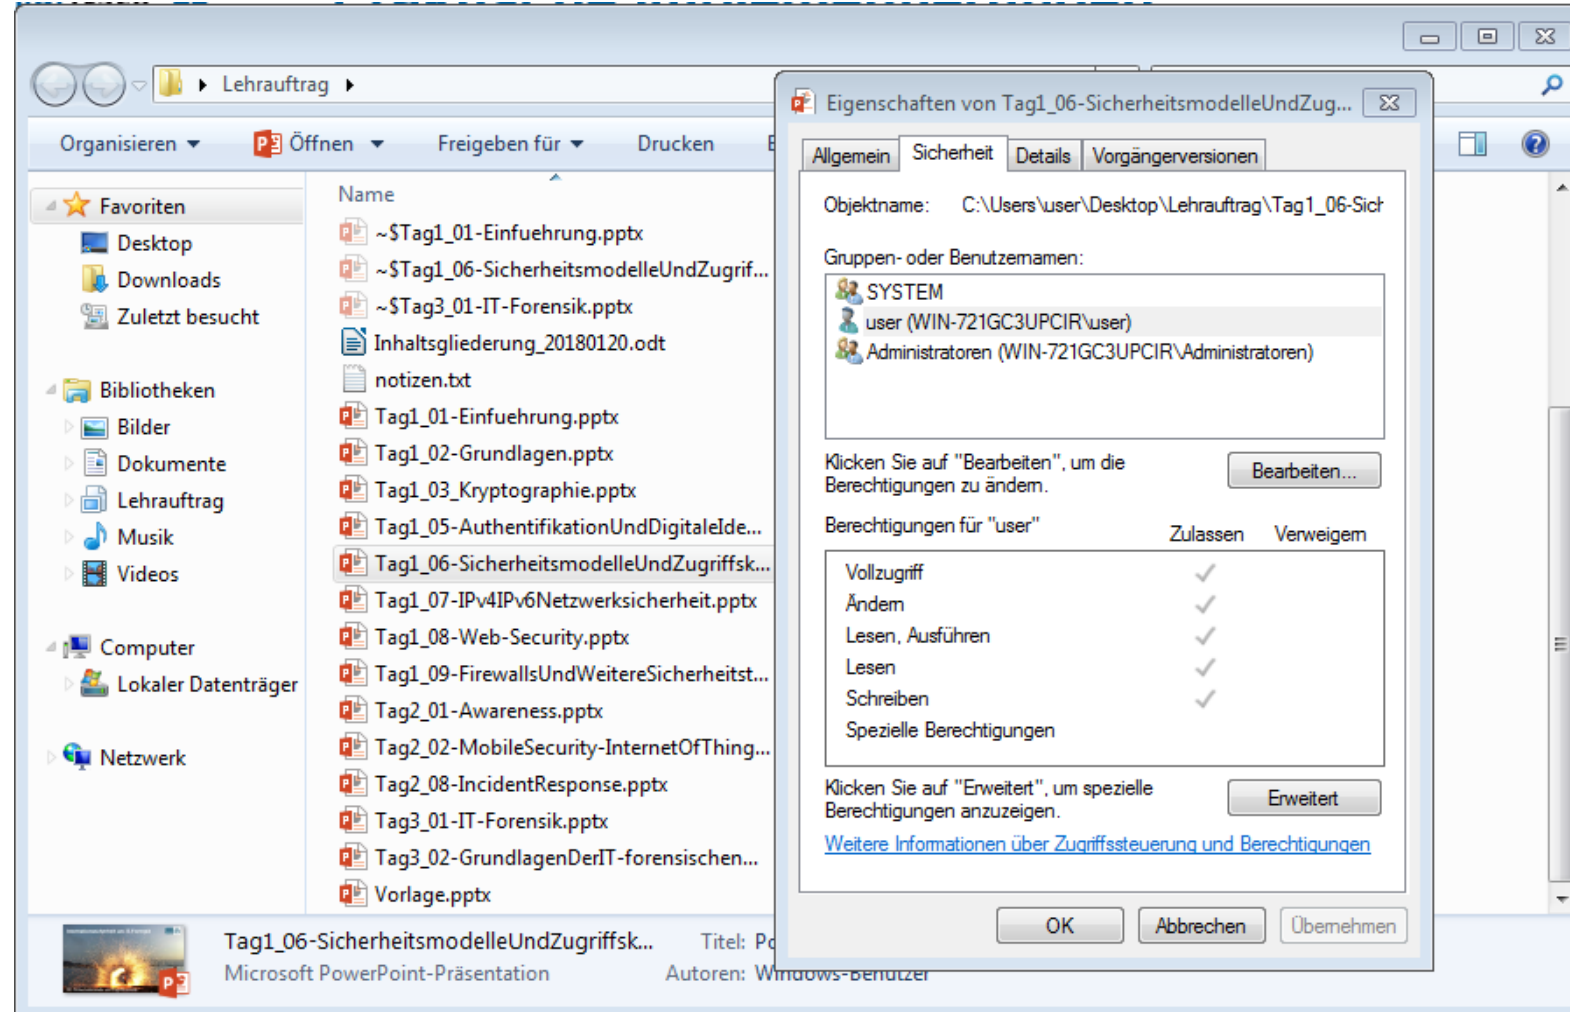 Lehrauftrag
Organisieren
Öffnen
Freigeben für
Drucken
Favoriten
Desktop
Downloads
Zuletzt besucht
Bibliotheken
Bilder
Dokumente
Lehrauftrag
Musik
Videos
Computer
Lokaler Datenträger
Netzwerk
Name
~$Tag1_01-Einfuehrung.pptx
~$Tag1_06-SicherheitsmodelleUndZugrif...
~$Tag3_01-IT-Forensik.pptx
Inhaltsgliederung_20180120.odt
notizen.txt
Tag1_01-Einfuehrung.pptx
Tag1_02-Grundlagen.pptx
Tag1_03_Kryptographie.pptx
Tag1_05-AuthentifikationUndDigitaleIde...
Tag1_06-SicherheitsmodelleUndZugriffsk...
Tag1_07-IPv4IPv6Netzwerksicherheit.pptx
Tag1_08-Web-Security.pptx
Tag1_09-FirewallsUndWeitereSicherheitst...
Tag2_01-Awareness.pptx
Tag2_02-MobileSecurity-InternetOfThing...
Tag2_08-IncidentResponse.pptx
Tag3_01-IT-Forensik.pptx
Tag3_02-GrundlagenDerIT-forensischen...
Vorlage.pptx
Eigenschaften von Tag1_06-SicherheitsmodelleUndZug...
Allgemein Sicherheit Details Vorgängerversionen
Objektname: C:\Users\user\Desktop\Lehrauftrag\Tag1_06-Sich
Gruppen- oder Benutzernamen:
SYSTEM
user (WIN-721GC3UPCIR\user)
Administratoren (WIN-721GC3UPCIR\Administratoren)
Klicken Sie auf "Bearbeiten", um die
Berechtigungen zu ändern.
Bearbeiten...
Berechtigungen für "user" Zulassen Verweigern
Vollzugriff
Ändern
Lesen, Ausführen
Lesen
Schreiben
Spezielle Berechtigungen
Klicken Sie auf "Erweitert", um spezielle
Berechtigungen anzuzeigen.
Erweitert
Weitere Informationen über Zugriffssteuerung und Berechtigungen
OK Abbrechen Übernehmen
Tag1_06-SicherheitsmodelleUndZugriffsk... Titel: Po
Microsoft PowerPoint-Präsentation Autoren: Windows-Benutzer